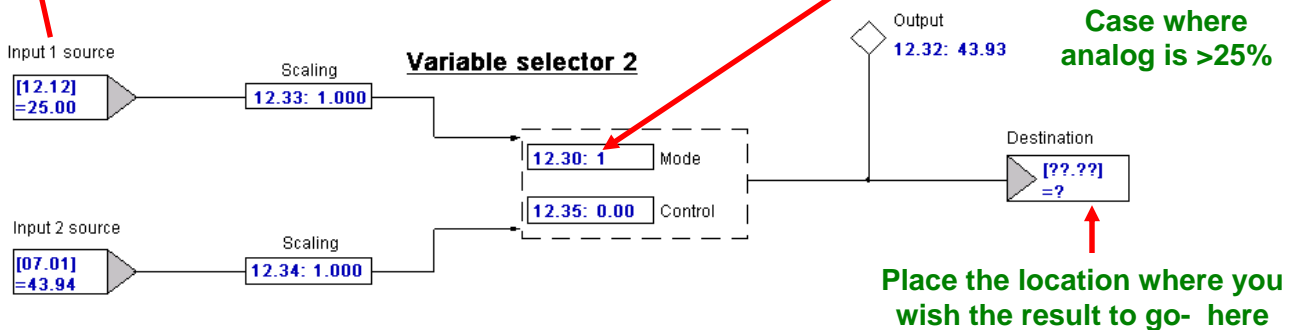 Input 1 source
[12.12]
=25.00
Scaling
12.33: 1.000
Variable selector 2
Output
12.32: 43.93
Case where
analog is >25%
12.30: 1
Mode
12.35: 0.00
Control
Destination
[??.??]
=?
Input 2 source
[07.01]
=43.94
Scaling
12.34: 1.000
Place the location where you
wish the result to go- here